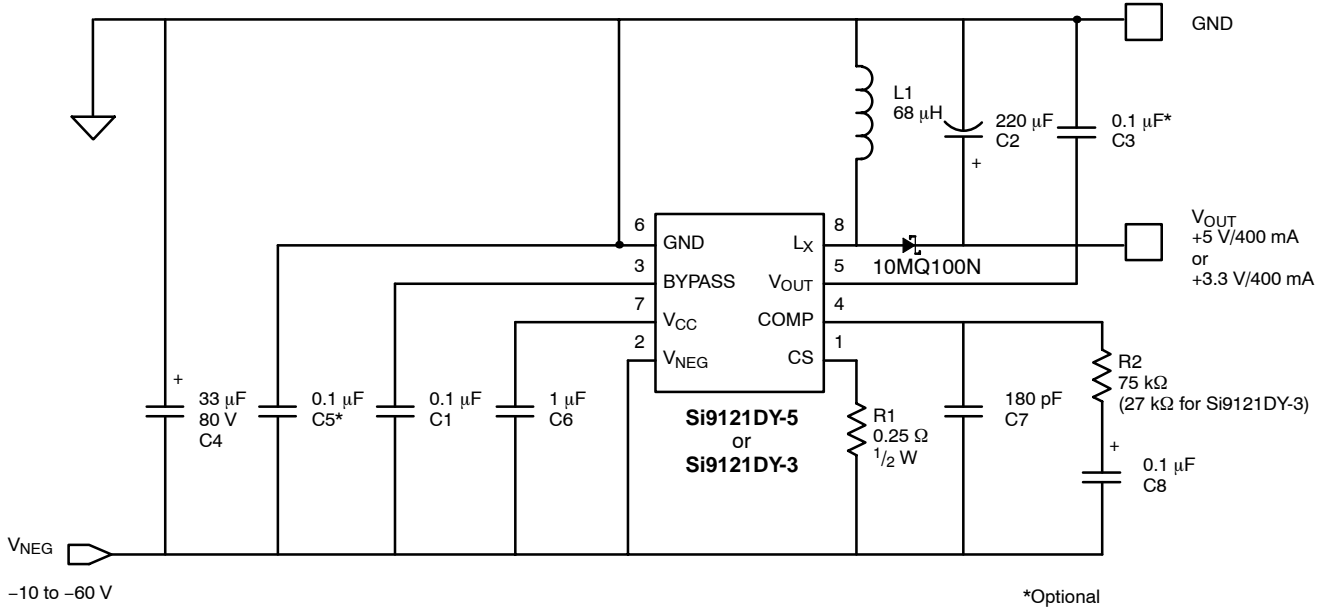 GND
L1
68 μH
220 μF
C2
+
0.1 μF*
C3
6
GND
3
BYPASS
7
VCC
2
VNEG
8
LX
5
VOUT
4
COMP
1
CS
10MQ100N
VOUT
+5 V/400 mA
or
+3.3 V/400 mA
+
33 μF
80 V
C4
0.1 μF
C5*
0.1 μF
C1
1 μF
C6
Si9121DY-5
or
Si9121DY-3
R1
0.25 Ω
1/2 W
180 pF
C7
R2
75 kΩ
(27 kΩ for Si9121DY-3)
+
0.1 μF
C8
VNEG
−10 to −60 V
*Optional